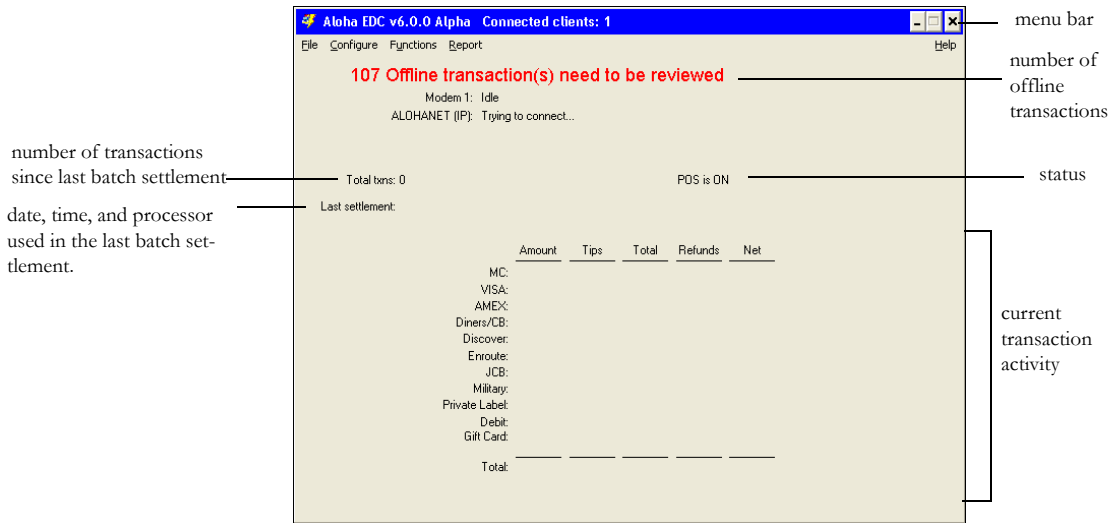 Aloha EDC v6.0.0 Alpha Connected clients: 1
menu bar
File Configure Functions Report Help
107 Offline transaction(s) need to be reviewed
number of
offline
transactions
Modem 1: Idle
ALOHANET (IP): Trying to connect...
number of transactions
since last batch settlement
Total txns: 0
POS is ON
status
date, time, and processor
used in the last batch set-
tlement.
Last settlement:
Amount Tips Total Refunds Net
MC:
VISA:
AMEX:
Diners/CB:
Discover:
Enroute:
JCB:
Military:
Private Label:
Debit:
Gift Card:
Total:
current
transaction
activity